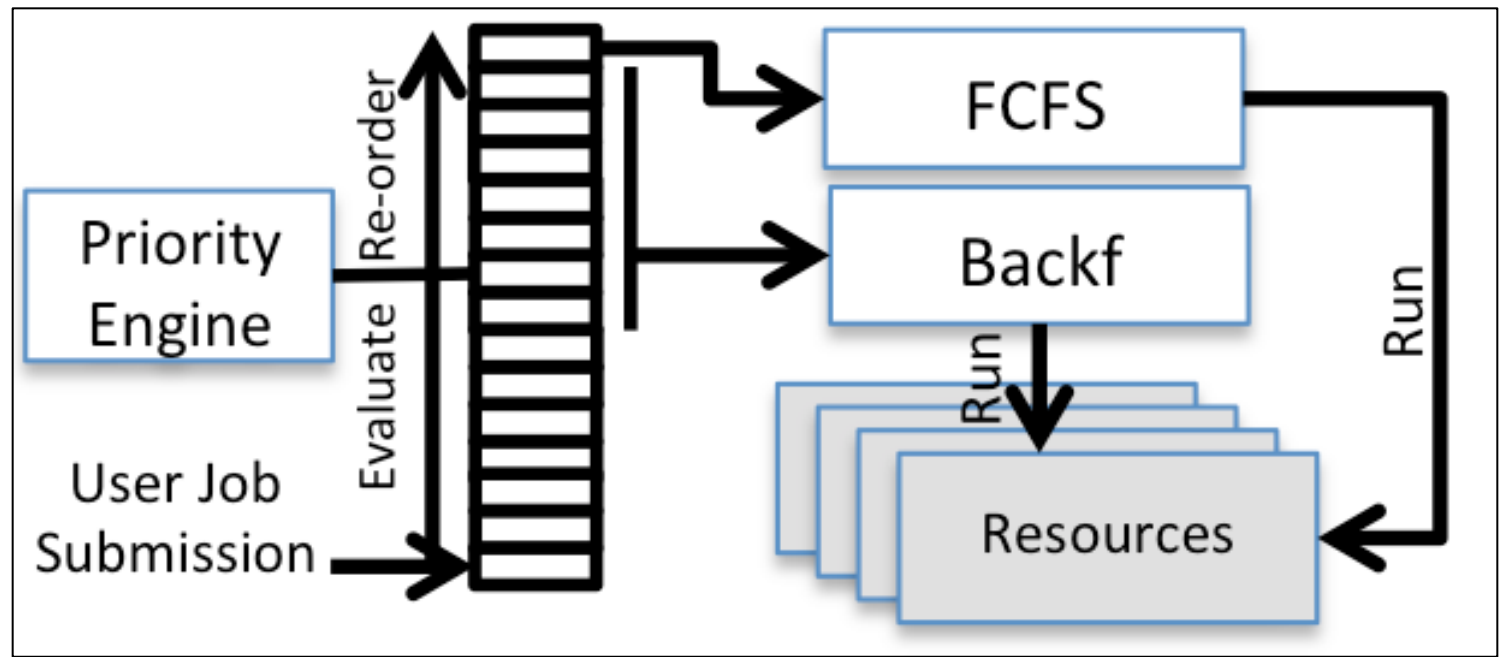 FCFS
Re-order
Priority
Engine
Backf
Run
Evaluate
Run
User Job
Submission
Resources